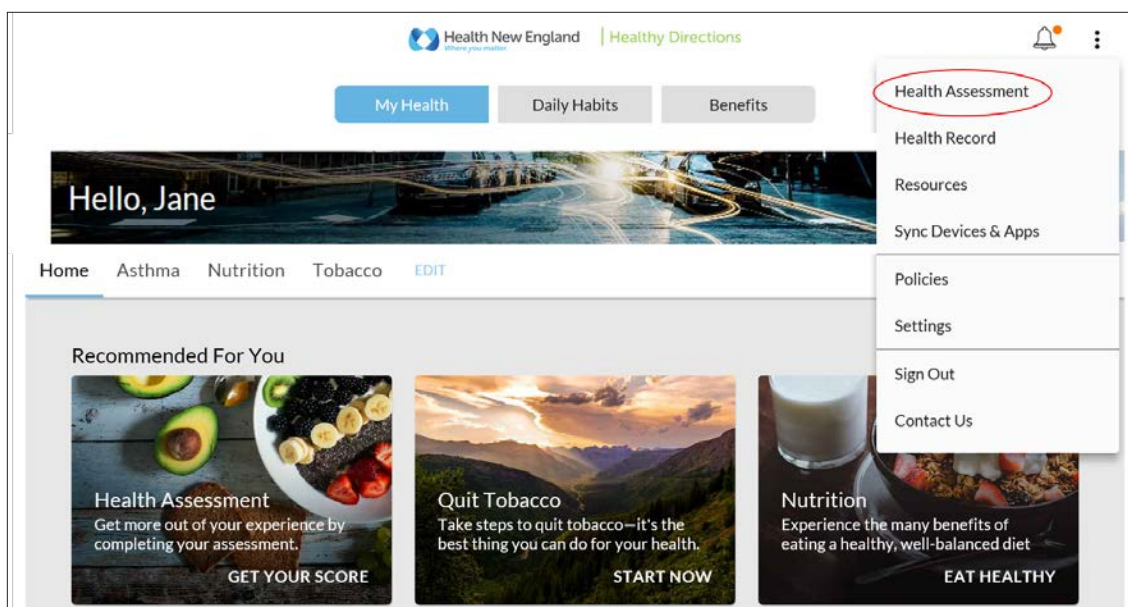 Health New England
Where you matter.
Healthy Directions
My Health
Daily Habits
Benefits
Health Assessment
Health Record
Resources
Sync Devices & Apps
Policies
Settings
Sign Out
Contact Us
Hello, Jane
Home
Asthma
Nutrition
Tobacco
EDIT
Recommended For You
Health Assessment
Get more out of your experience by
completing your assessment.
GET YOUR SCORE
Quit Tobacco
Take steps to quit tobacco—it's the
best thing you can do for your health.
START NOW
Nutrition
Experience the many benefits of
eating a healthy, well-balanced diet
EAT HEALTHY